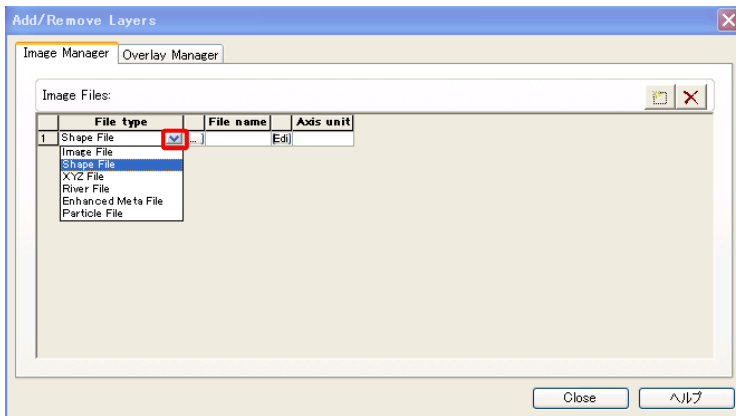 Add/Remove Layers
Image Manager Overlay Manager
Image Files:
File type File name Axis unit
1 Shape File ... Edi
Image File
Shape File
XYZ File
River File
Enhanced Meta File
Particle File
Close ヘルプ